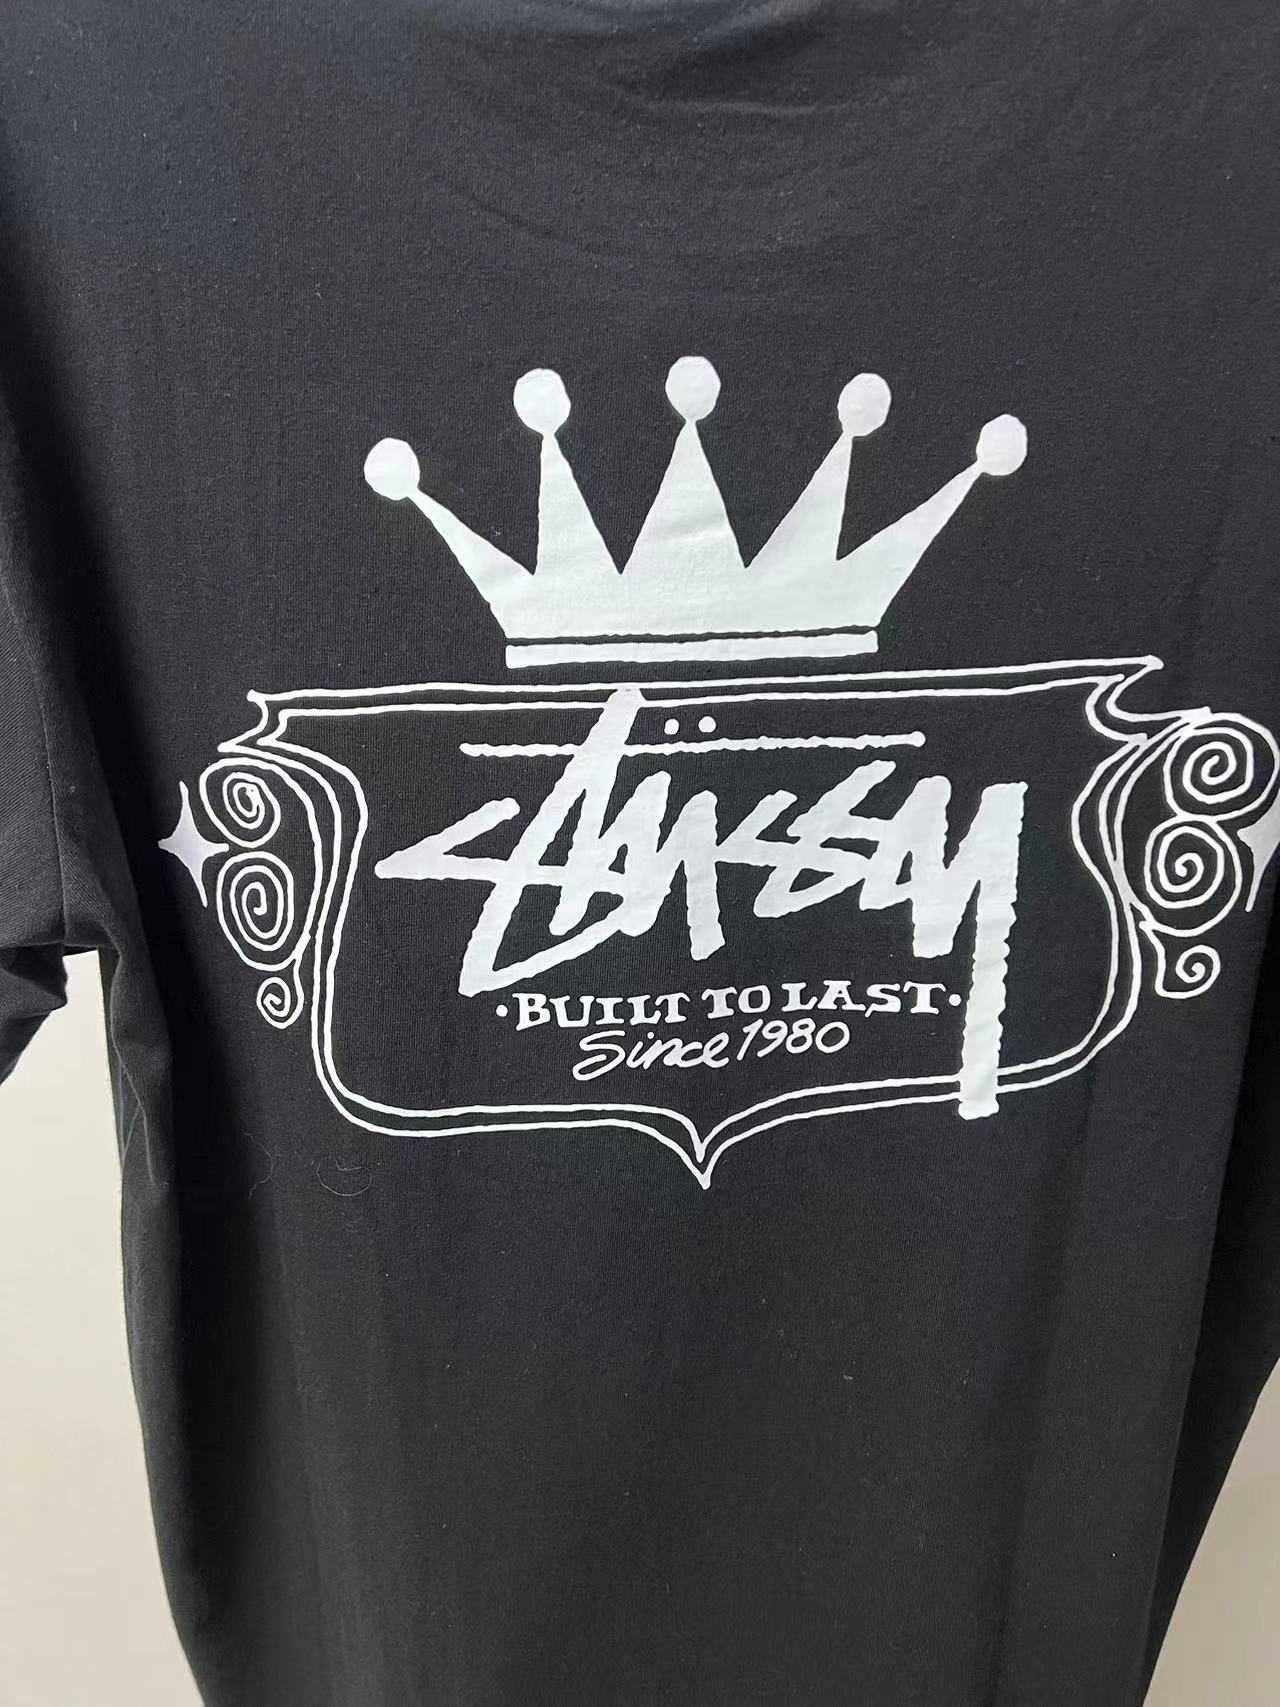 Stüssy
·BUILT TO LAST·
Since 1980